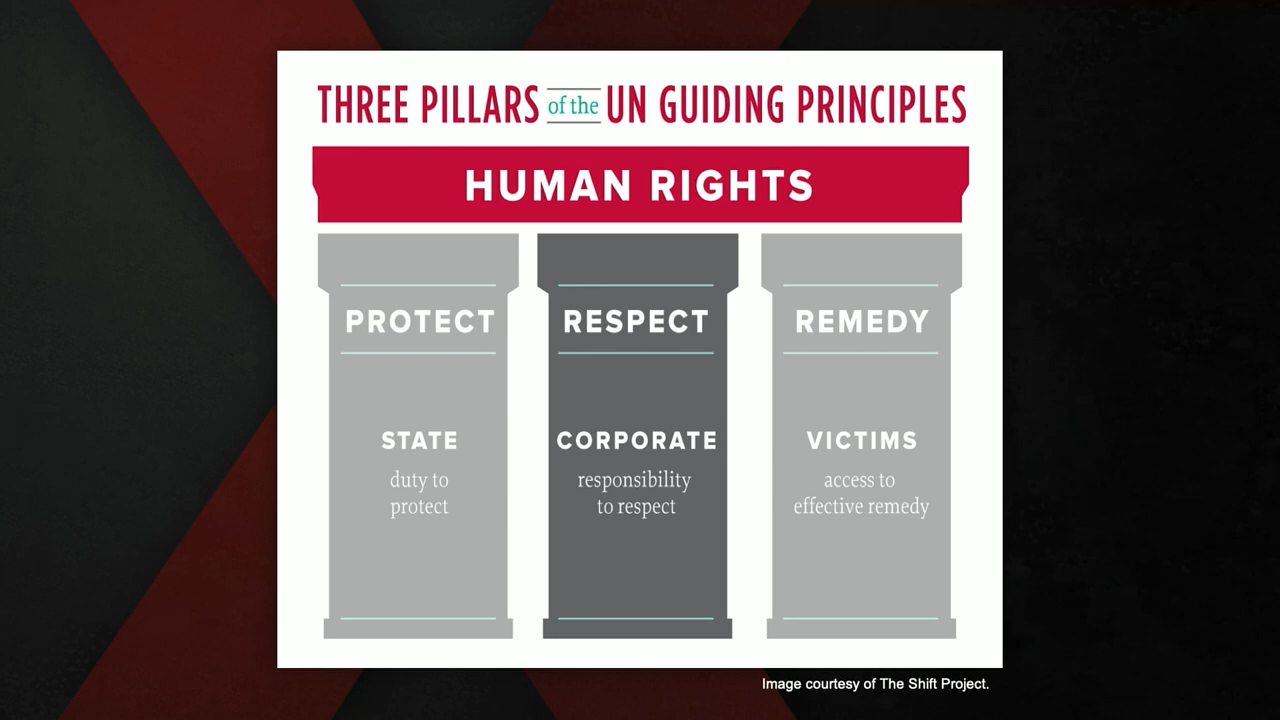 THREE PILLARS of the UN GUIDING PRINCIPLES
HUMAN RIGHTS
PROTECT
STATE
duty to
protect
RESPECT
CORPORATE
responsibility
to respect
REMEDY
VICTIMS
access to
effective remedy
Image courtesy of The Shift Project.